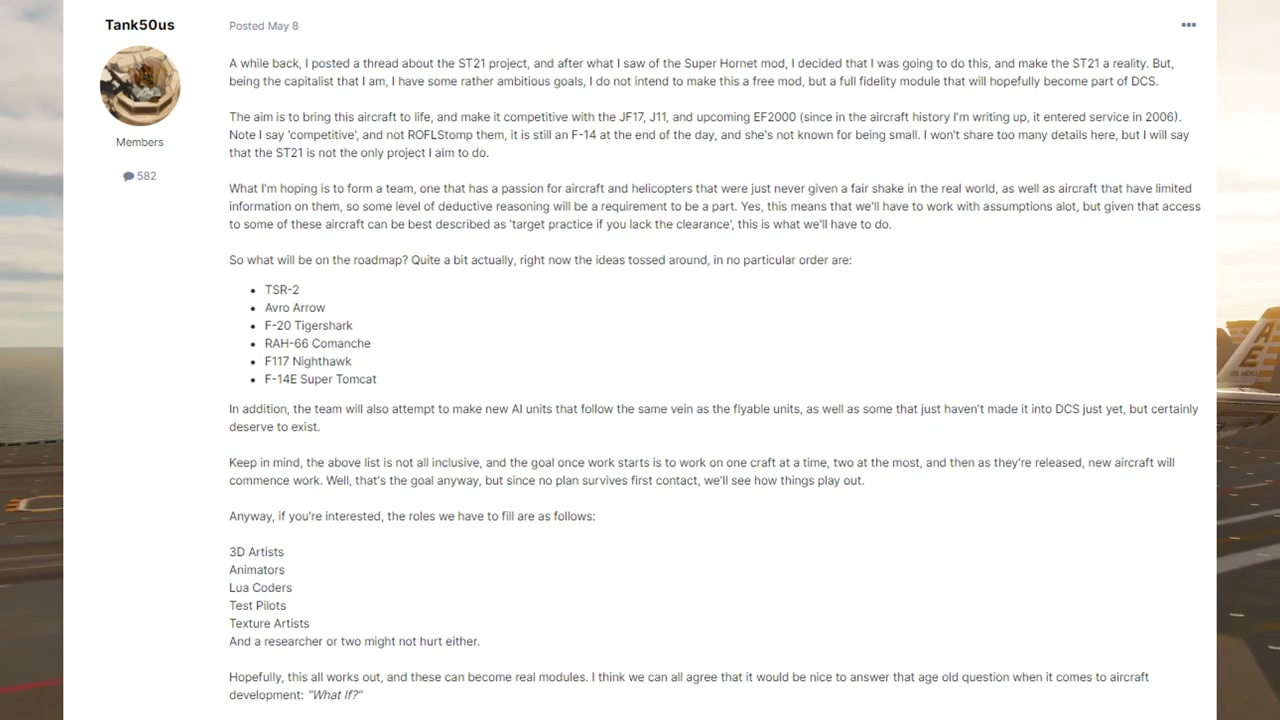 Tank50us
Posted May 8
A while back, I posted a thread about the ST21 project, and after what I saw of the Super Hornet mod, I decided that I was going to do this, and make the ST21 a reality. But,
being the capitalist that I am, I have some rather ambitious goals, I do not intend to make this a free mod, but a full fidelity module that will hopefully become part of DCS.
The aim is to bring this aircraft to life, and make it competitive with the JF17, J11, and upcoming EF2000 (since in the aircraft history I'm writing up, it entered service in 2006).
Members
Note I say 'competitive', and not ROFLStomp them, it is still an F-14 at the end of the day, and she's not known for being small. I won't share too many details here, but I will say
that the ST21 is not the only project I aim to do.
582
What I'm hoping is to form a team, one that has a passion for aircraft and helicopters that were just never given a fair shake in the real world, as well as aircraft that have limited
information on them, so some level of deductive reasoning will be a requirement to be a part. Yes, this means that we'll have to work with assumptions alot, but given that access
to some of these aircraft can be best described as 'target practice if you lack the clearance', this is what we'll have to do.
So what will be on the roadmap? Quite a bit actually, right now the ideas tossed around, in no particular order are:
• TSR-2
• Avro Arrow
• F-20 Tigershark
• RAH-66 Comanche
• F117 Nighthawk
• F-14E Super Tomcat
In addition, the team will also attempt to make new AI units that follow the same vein as the flyable units, as well as some that just haven't made it into DCS just yet, but certainly
deserve to exist.
Keep in mind, the above list is not all inclusive, and the goal once work starts is to work on one craft at a time, two at the most, and then as they're released, new aircraft will
commence work. Well, that's the goal anyway, but since no plan survives first contact, we'll see how things play out.
Anyway, if you're interested, the roles we have to fill are as follows:
3D Artists
Animators
Lua Coders
Test Pilots
Texture Artists
And a researcher or two might not hurt either.
Hopefully, this all works out, and these can become real modules. I think we can all agree that it would be nice to answer that age old question when it comes to aircraft
development: "What If?"
AE